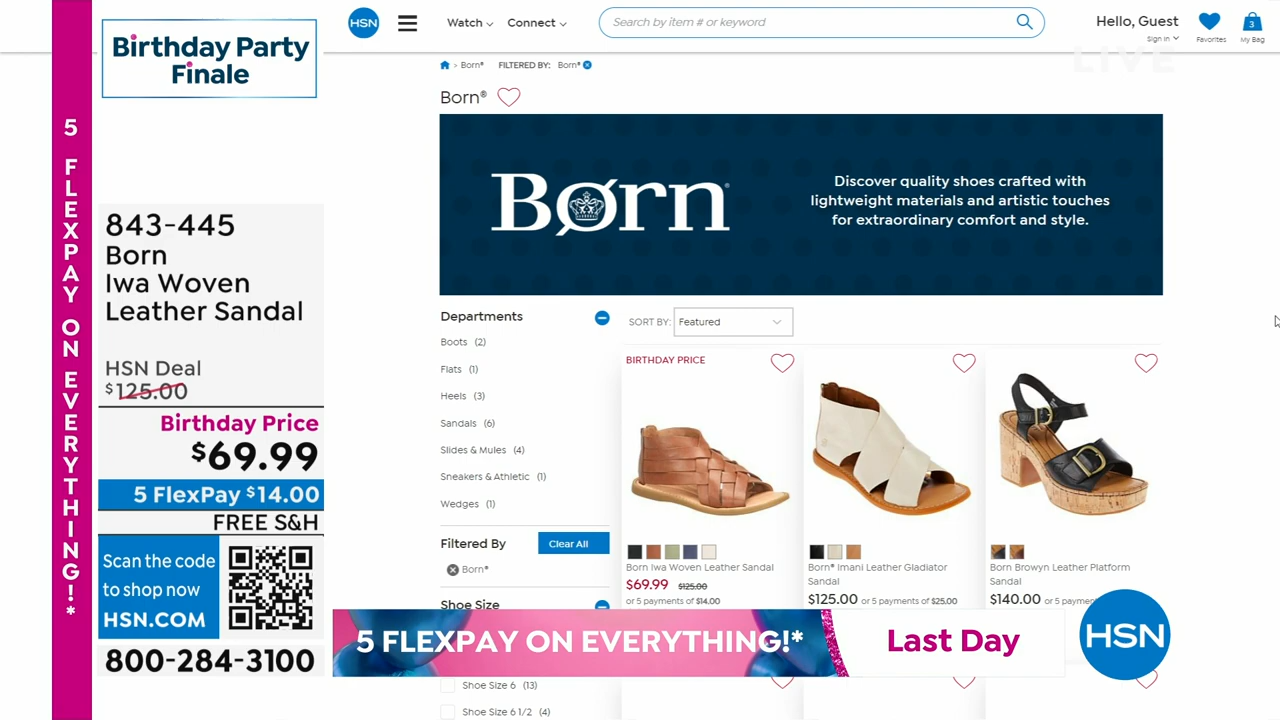 Birthday Party
Finale
5 FLEXPAY ON EVERYTHING!*
843-445
Born
Iwa Woven
Leather Sandal
HSN Deal
$125.00
Birthday Price
$69.99
5 FlexPay $14.00
FREE S&H
Scan the code
to shop now
HSN.COM
800-284-3100
HSN
Watch
Connect
Search by item # or keyword
Hello, Guest
Sign In
Favorites
3
My Bag
LIVE
> Born® FILTERED BY: Born®
Born®
Børn®
Discover quality shoes crafted with
lightweight materials and artistic touches
for extraordinary comfort and style.
Departments
Boots (2)
Flats (1)
Heels (3)
Sandals (6)
Slides & Mules (4)
Sneakers & Athletic (1)
Wedges (1)
Filtered By
Clear All
Born®
Shoe Size
Shoe Size 6 (13)
Shoe Size 6 1/2 (4)
SORT BY: Featured
BIRTHDAY PRICE
Born Iwa Woven Leather Sandal
$69.99 $125.00
or 5 payments of $14.00
Born® Imani Leather Gladiator
Sandal
$125.00 or 5 payments of $25.00
Born Browyn Leather Platform
Sandal
$140.00 or 5 paymen
5 FLEXPAY ON EVERYTHING!*
Last Day
HSN